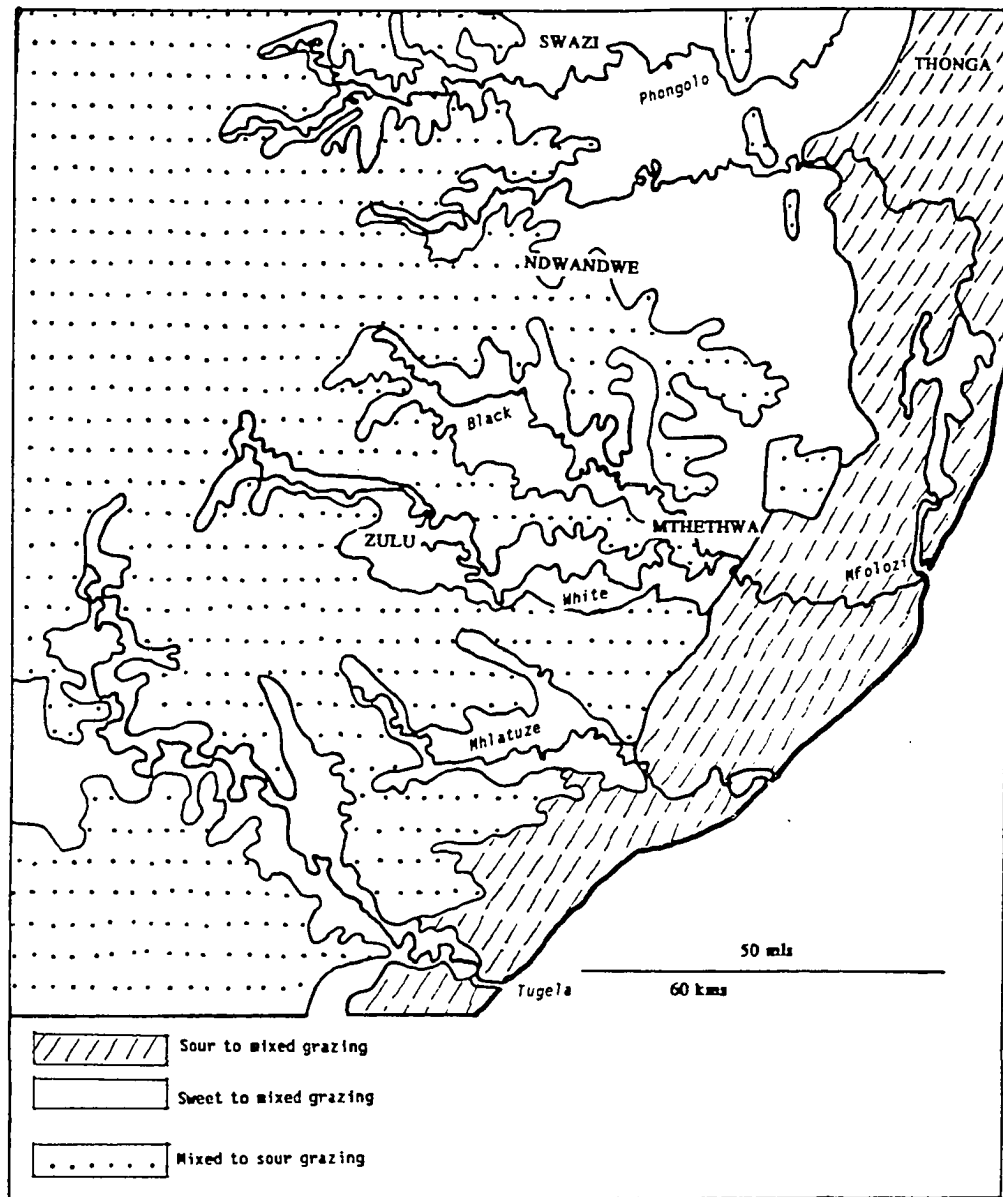 SWAZI
THONGA
Phongolo
NDWANDWE
Black
MTHETHWA
ZULU
Mfolozi
White
Mhlatuze
50 mls
60 kms
Tugela
Sour to mixed grazing
Sweet to mixed grazing
Mixed to sour grazing